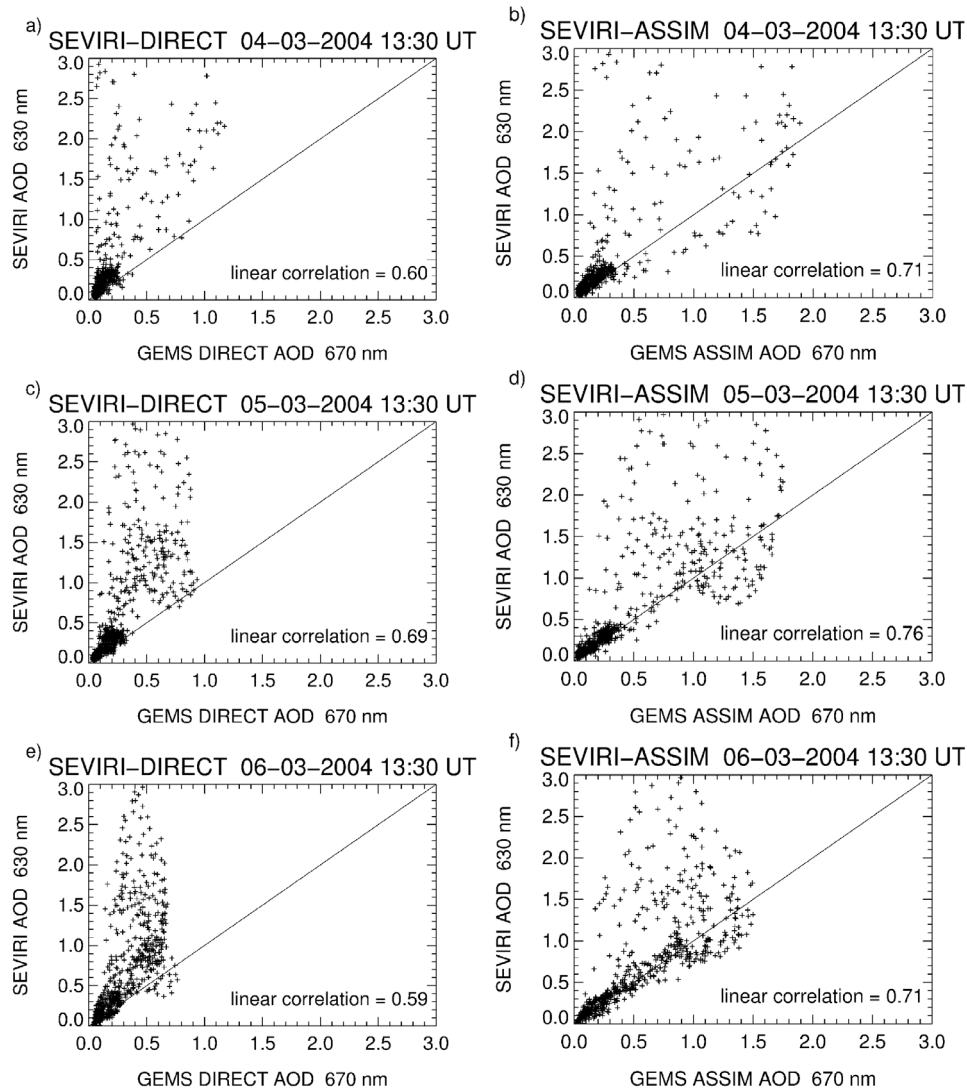 a)
SEVIRI-DIRECT 04-03-2004 13:30 UT
3.0
2.5
2.0
1.5
1.0
0.5
0.0
SEVIRI AOD 630 nm
linear correlation = 0.60
0.0 0.5 1.0 1.5 2.0 2.5 3.0
GEMS DIRECT AOD 670 nm
b)
SEVIRI-ASSIM 04-03-2004 13:30 UT
3.0
2.5
2.0
1.5
1.0
0.5
0.0
SEVIRI AOD 630 nm
linear correlation = 0.71
0.0 0.5 1.0 1.5 2.0 2.5 3.0
GEMS ASSIM AOD 670 nm
c)
SEVIRI-DIRECT 05-03-2004 13:30 UT
3.0
2.5
2.0
1.5
1.0
0.5
0.0
SEVIRI AOD 630 nm
linear correlation = 0.69
0.0 0.5 1.0 1.5 2.0 2.5 3.0
GEMS DIRECT AOD 670 nm
d)
SEVIRI-ASSIM 05-03-2004 13:30 UT
3.0
2.5
2.0
1.5
1.0
0.5
0.0
SEVIRI AOD 630 nm
linear correlation = 0.76
0.0 0.5 1.0 1.5 2.0 2.5 3.0
GEMS ASSIM AOD 670 nm
e)
SEVIRI-DIRECT 06-03-2004 13:30 UT
3.0
2.5
2.0
1.5
1.0
0.5
0.0
SEVIRI AOD 630 nm
linear correlation = 0.59
0.0 0.5 1.0 1.5 2.0 2.5 3.0
GEMS DIRECT AOD 670 nm
f)
SEVIRI-ASSIM 06-03-2004 13:30 UT
3.0
2.5
2.0
1.5
1.0
0.5
0.0
SEVIRI AOD 630 nm
linear correlation = 0.71
0.0 0.5 1.0 1.5 2.0 2.5 3.0
GEMS ASSIM AOD 670 nm